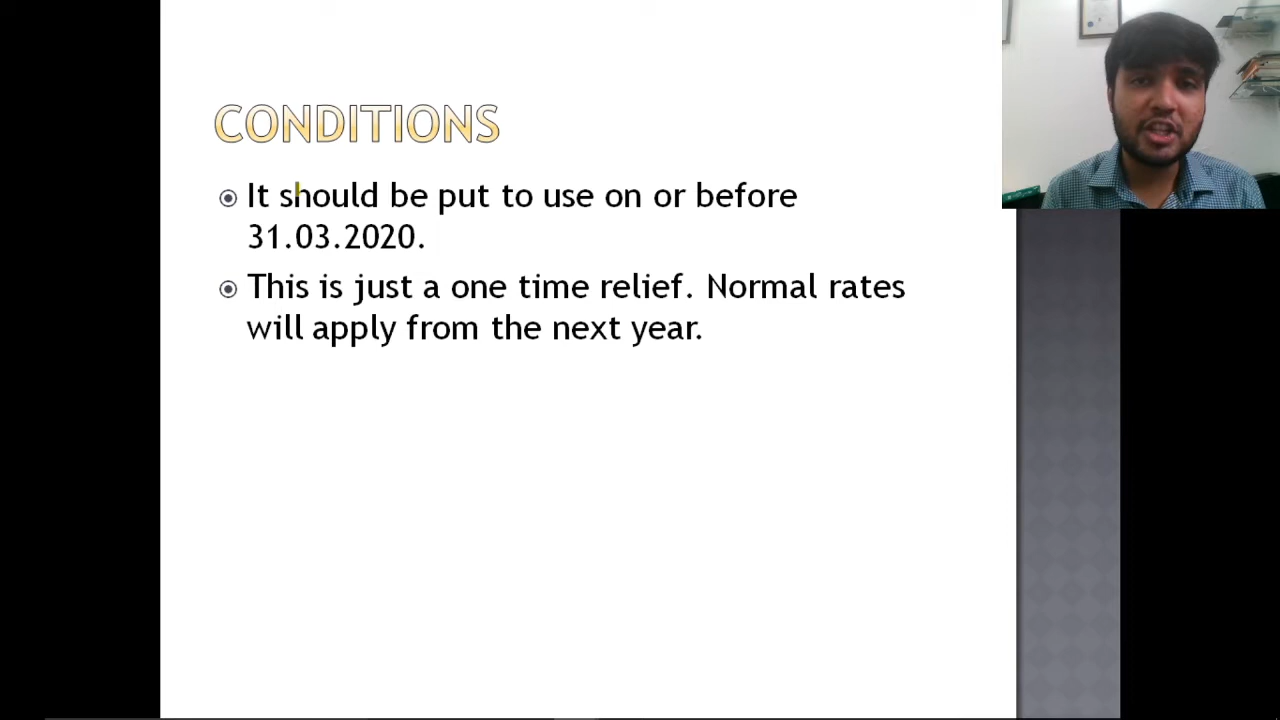 CONDITIONS
It should be put to use on or before
31.03.2020.
This is just a one time relief. Normal rates
will apply from the next year.